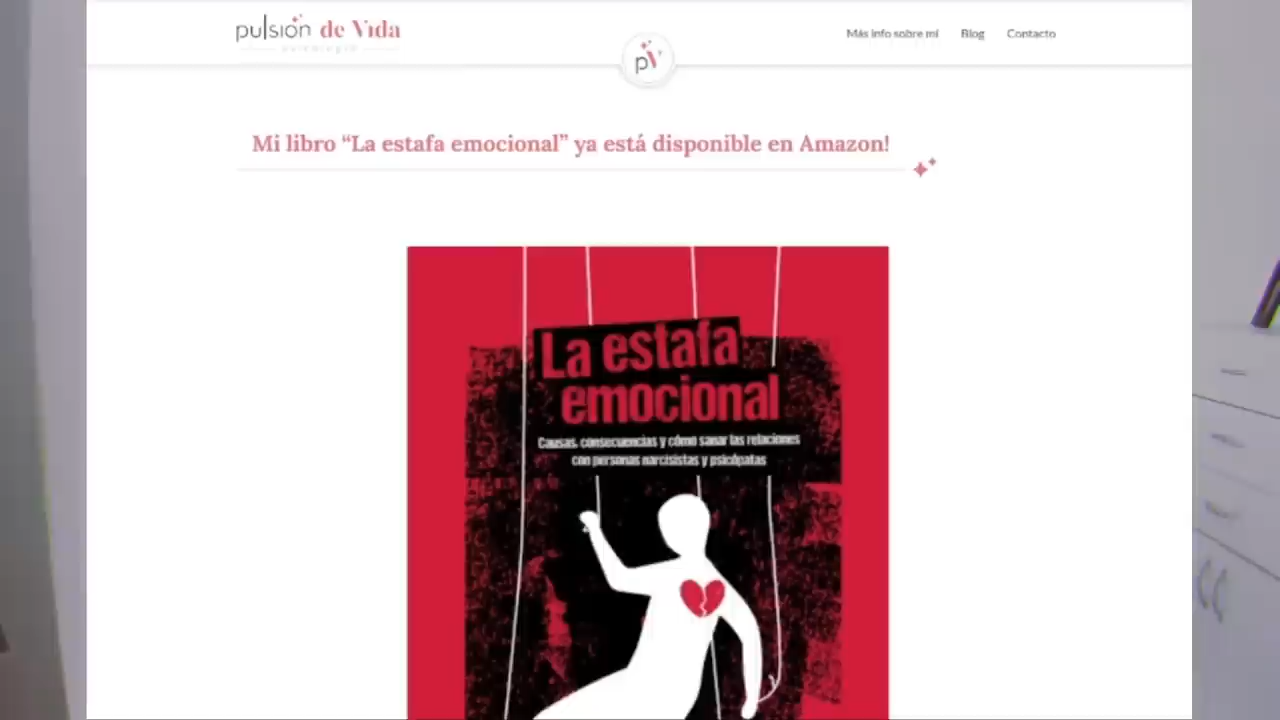 pulsión de Vida
psicología
Más info sobre mí
Blog
Contacto
pV
Mi libro “La estafa emocional” ya está disponible en Amazon!
La estafa
emocional
Causas, consecuencias y cómo sanar las relaciones
con personas narcisistas y psicópatas